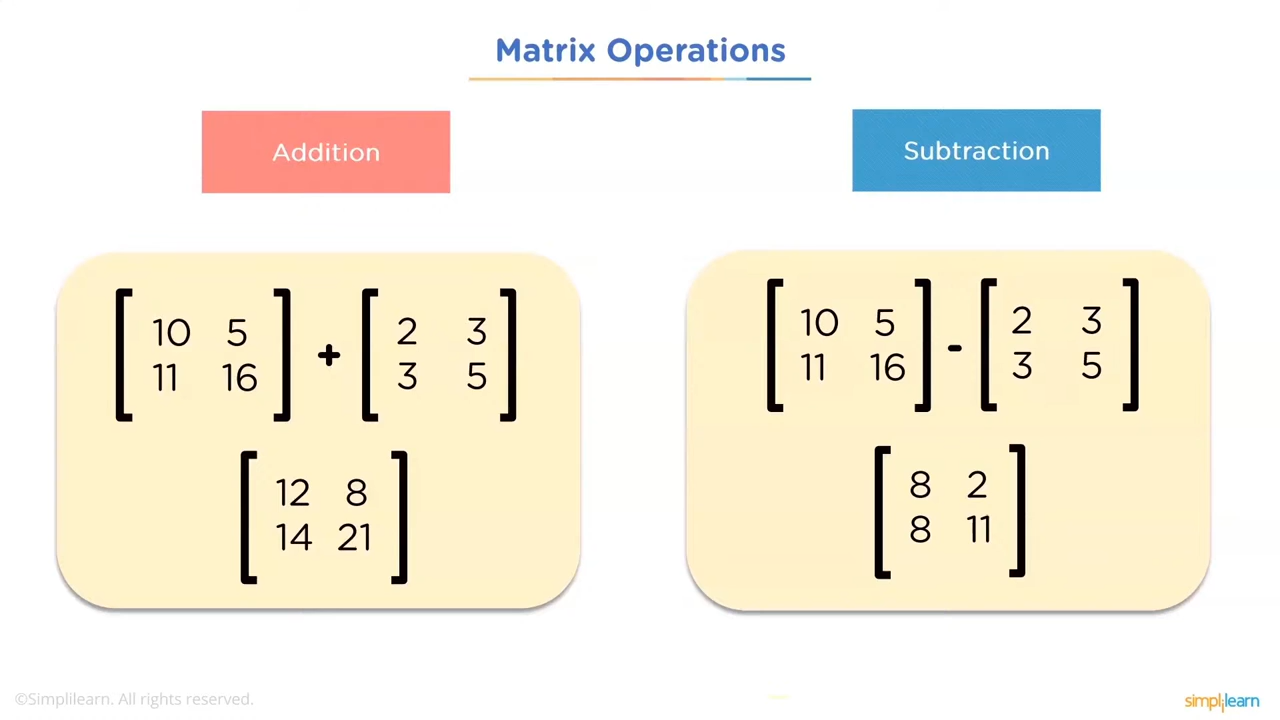 Matrix Operations
Addition
10 5
11 16
+
2 3
3 5
12 8
14 21
Subtraction
10 5
11 16
-
2 3
3 5
8 2
8 11
©Simplilearn. All rights reserved.
simplilearn